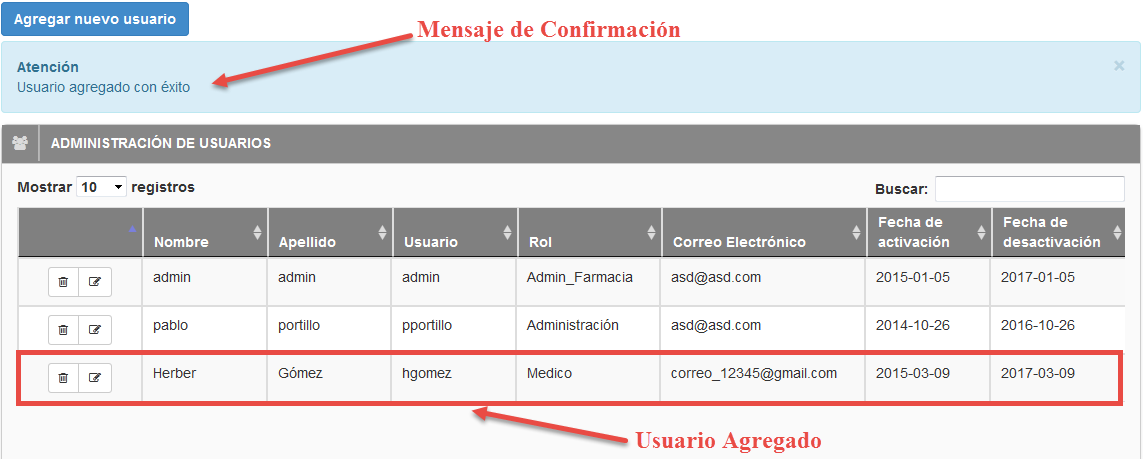 Agregar nuevo usuario
Mensaje de Confirmación
Atención
×
Usuario agregado con éxito
ADMINISTRACIÓN DE USUARIOS
Mostrar 10 registros Buscar:
Nombre Apellido Usuario Rol Correo Electrónico Fecha de activación Fecha de desactivación
admin admin admin Admin_Farmacia asd@asd.com 2015-01-05 2017-01-05
pablo portillo pportillo Administración asd@asd.com 2014-10-26 2016-10-26
Herber Gómez hgomez Medico correo_12345@gmail.com 2015-03-09 2017-03-09
Usuario Agregado